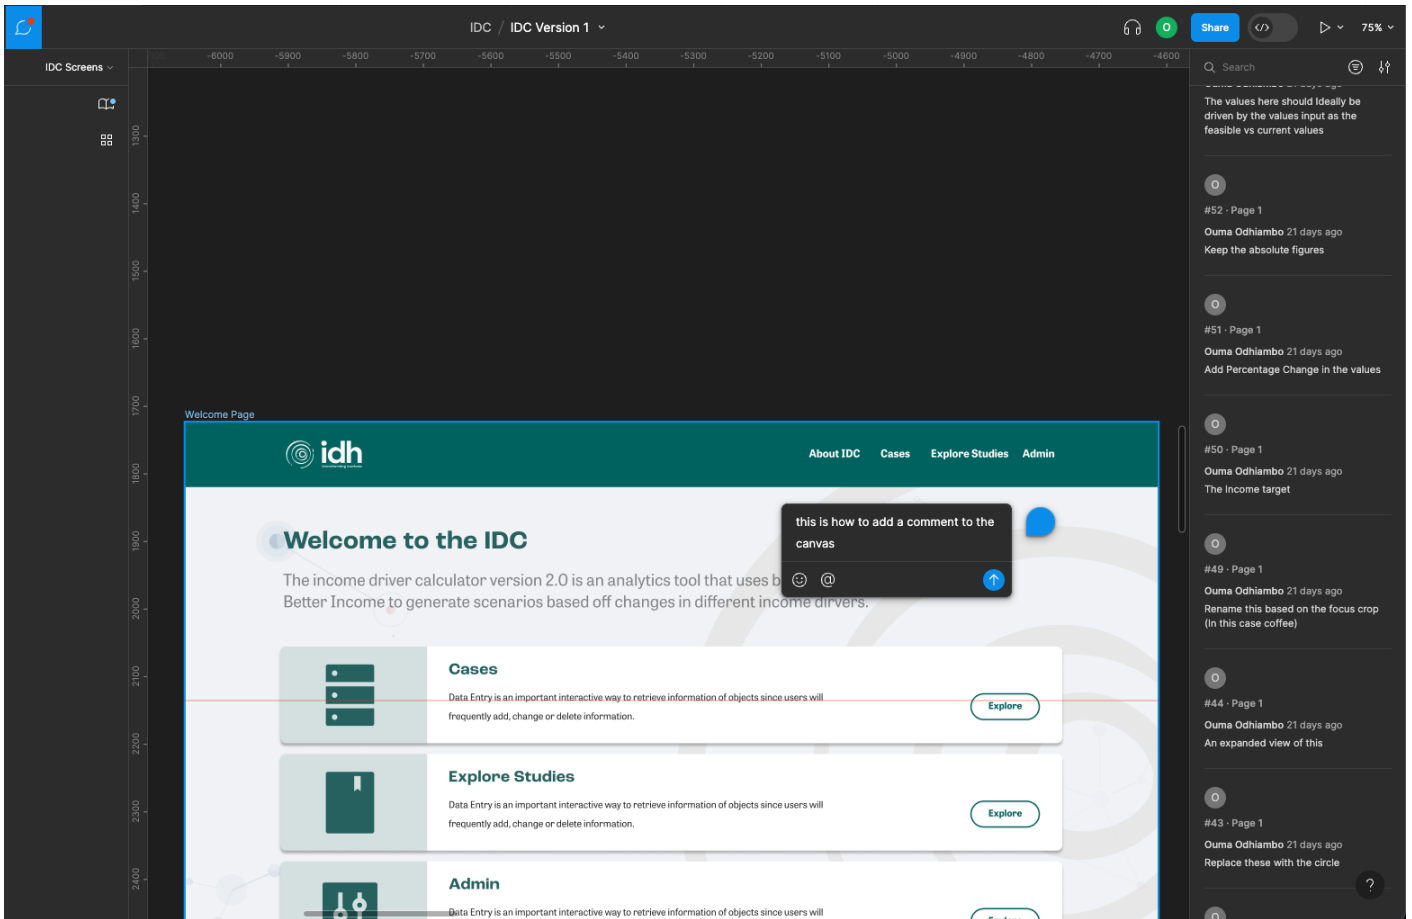 IDC / IDC Version 1
O
Share
</>
75%
IDC Screens
-6000 -5900 -5800 -5700 -5600 -5500 -5400 -5300 -5200 -5100 -5000 -4900 -4800 -4700 -4600
1300
1400
1500
1600
1700
1800
1900
2000
2100
2200
2300
2400
Welcome Page
idh
About IDC Cases Explore Studies Admin
Welcome to the IDC
The income driver calculator version 2.0 is an analytics tool that uses b
Better Income to generate scenarios based off changes in different income dirvers.
this is how to add a comment to the
canvas
@
Cases
Data Entry is an important interactive way to retrieve information of objects since users will
frequently add, change or delete information.
Explore
Explore Studies
Data Entry is an important interactive way to retrieve information of objects since users will
frequently add, change or delete information.
Explore
Admin
Data Entry is an important interactive way to retrieve information of objects since users will
Explore
Search
Ouma Odhiambo 21 days ago
The values here should Ideally be
driven by the values input as the
feasible vs current values
O
#52 · Page 1
Ouma Odhiambo 21 days ago
Keep the absolute figures
O
#51 · Page 1
Ouma Odhiambo 21 days ago
Add Percentage Change in the values
O
#50 · Page 1
Ouma Odhiambo 21 days ago
The Income target
O
#49 · Page 1
Ouma Odhiambo 21 days ago
Rename this based on the focus crop
(In this case coffee)
O
#44 · Page 1
Ouma Odhiambo 21 days ago
An expanded view of this
O
#43 · Page 1
Ouma Odhiambo 21 days ago
Replace these with the circle
O
?